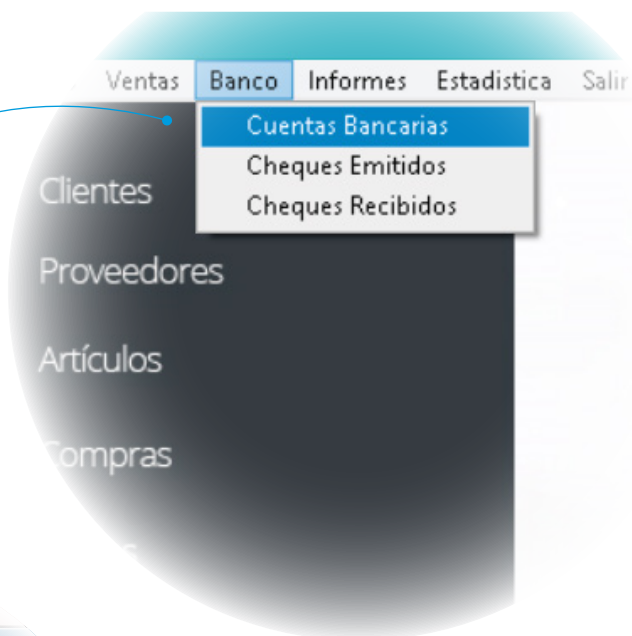 Ventas Banco Informes Estadistica Salir
Cuentas Bancarias
Cheques Emitidos
Cheques Recibidos
Clientes
Proveedores
Artículos
Compras